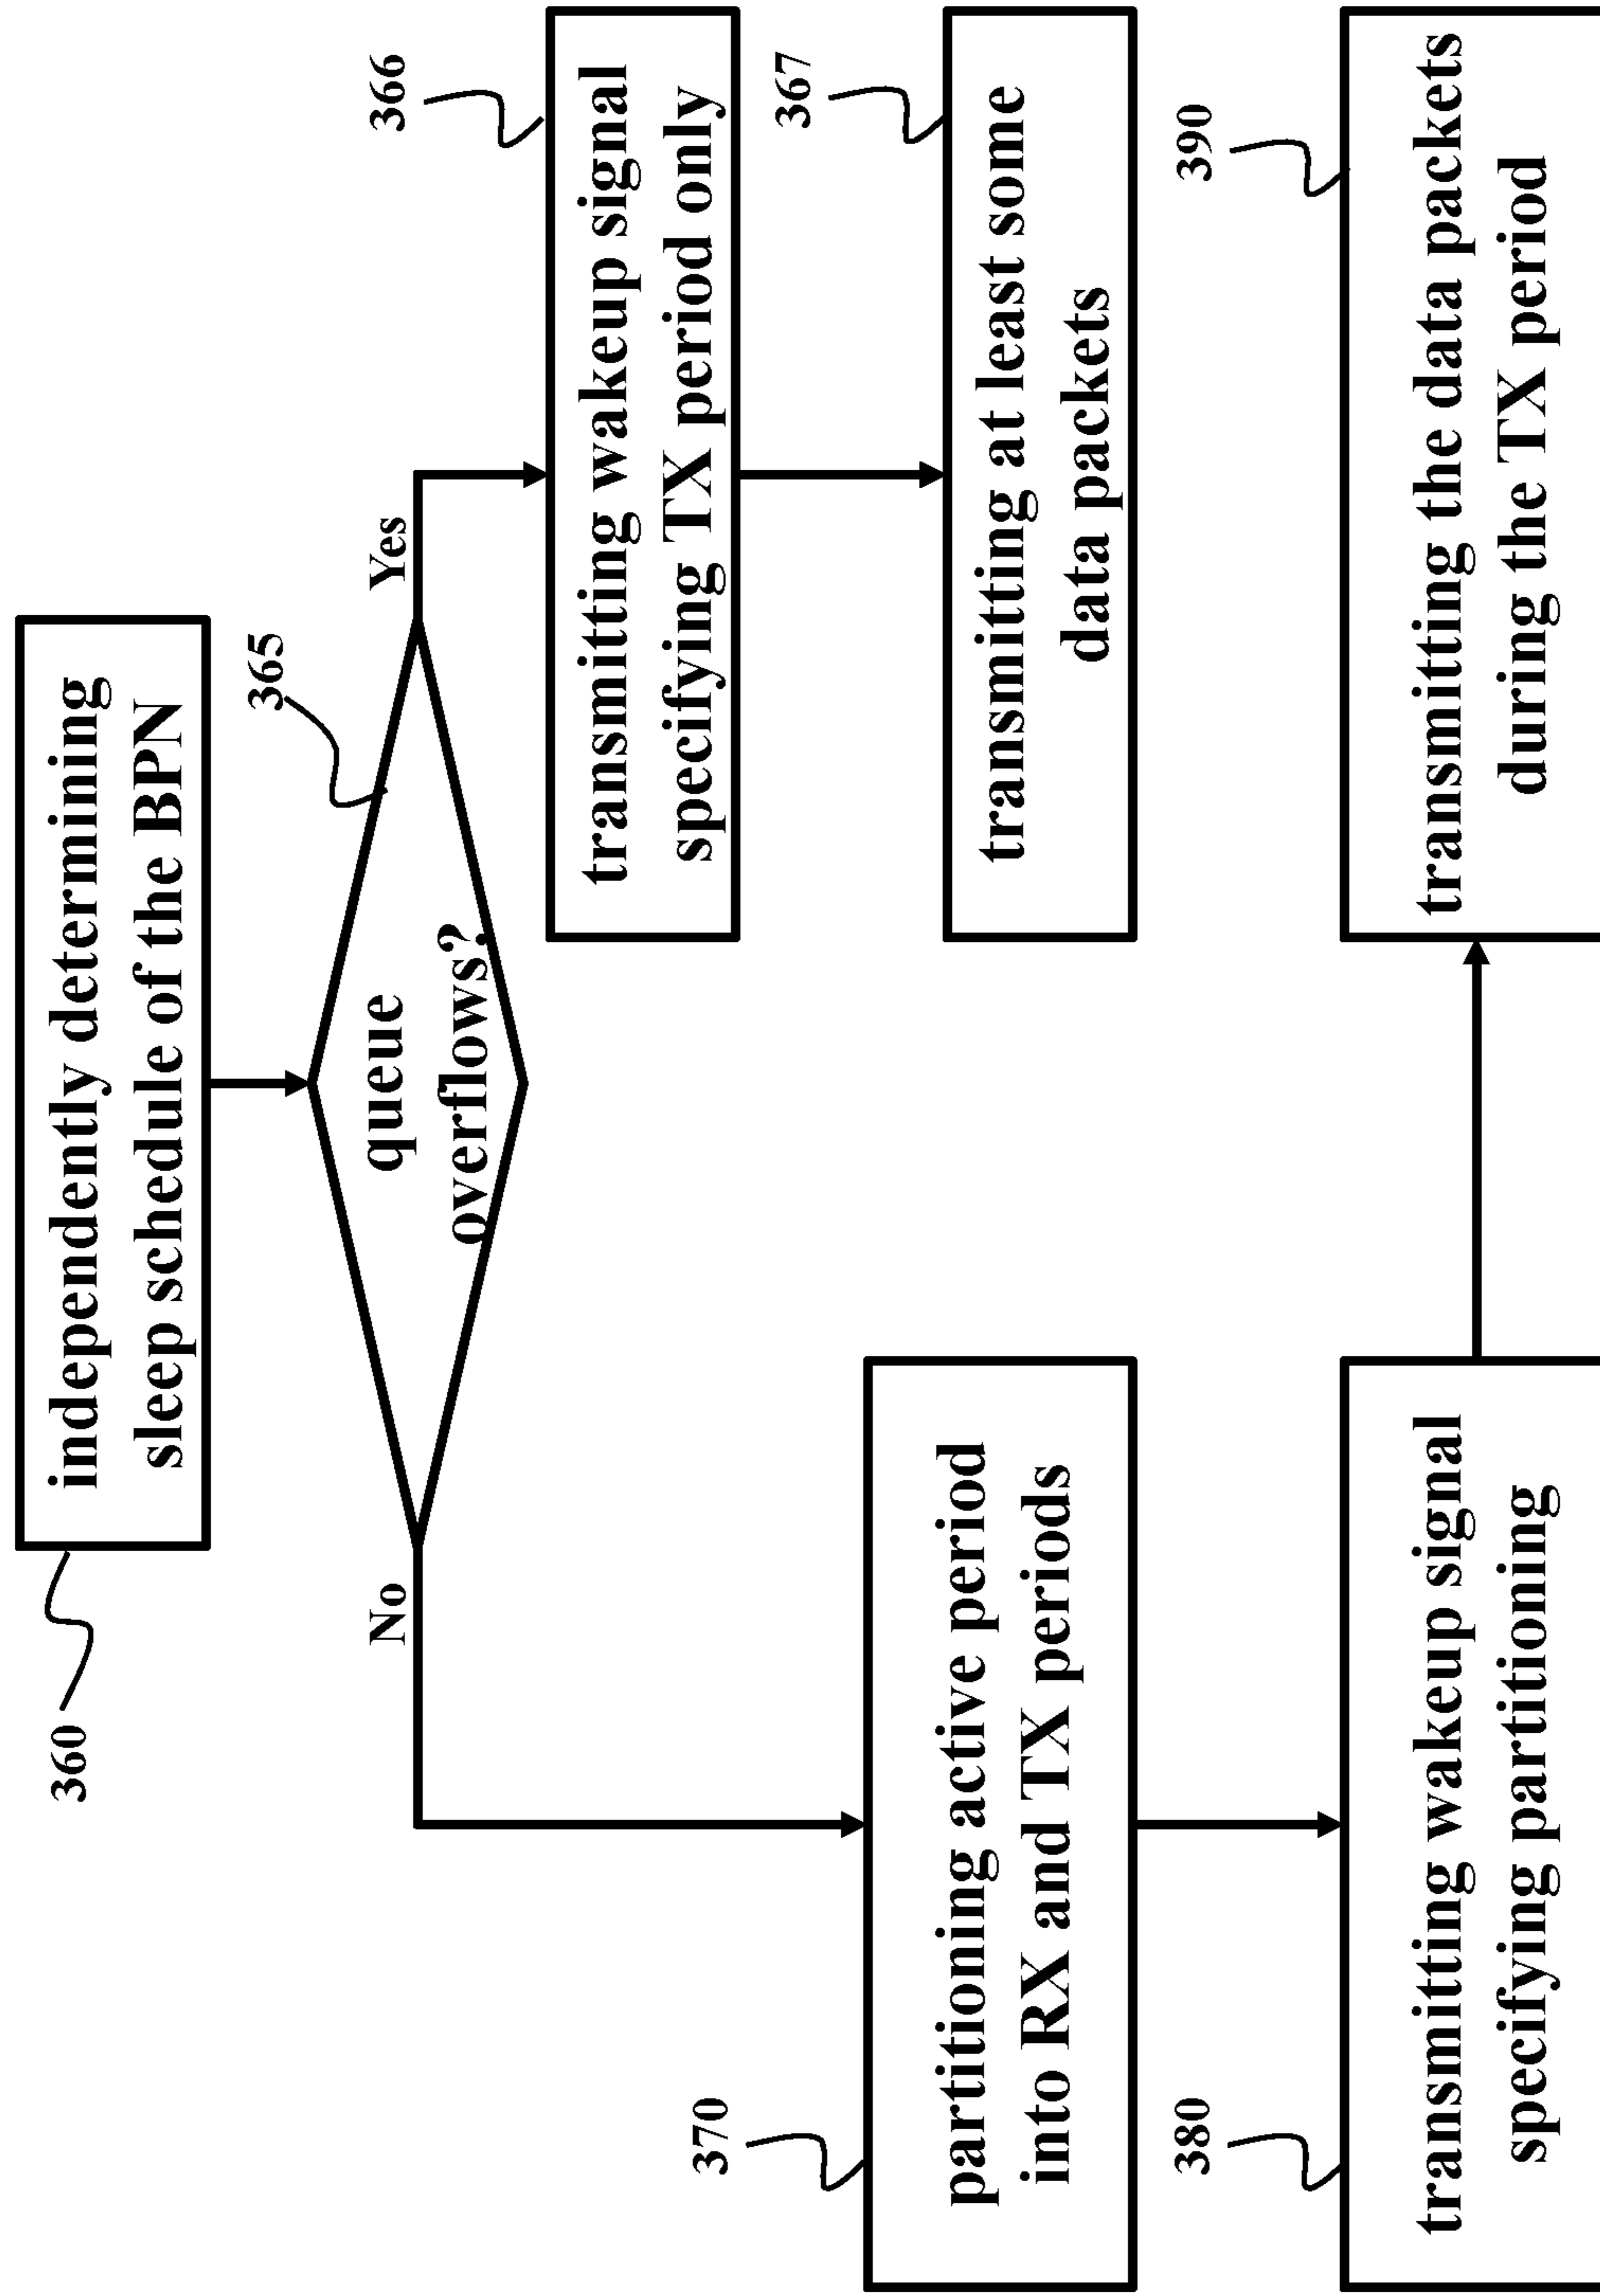 360
independently determining
sleep schedule of the BPN
365
queue
overflows?
Yes
366
transmitting wakeup signal
specifying TX period only
367
transmitting at least some
data packets
No
370
partitioning active period
into RX and TX periods
380
transmitting wakeup signal
specifying partitioning
390
transmitting the data packets
during the TX period